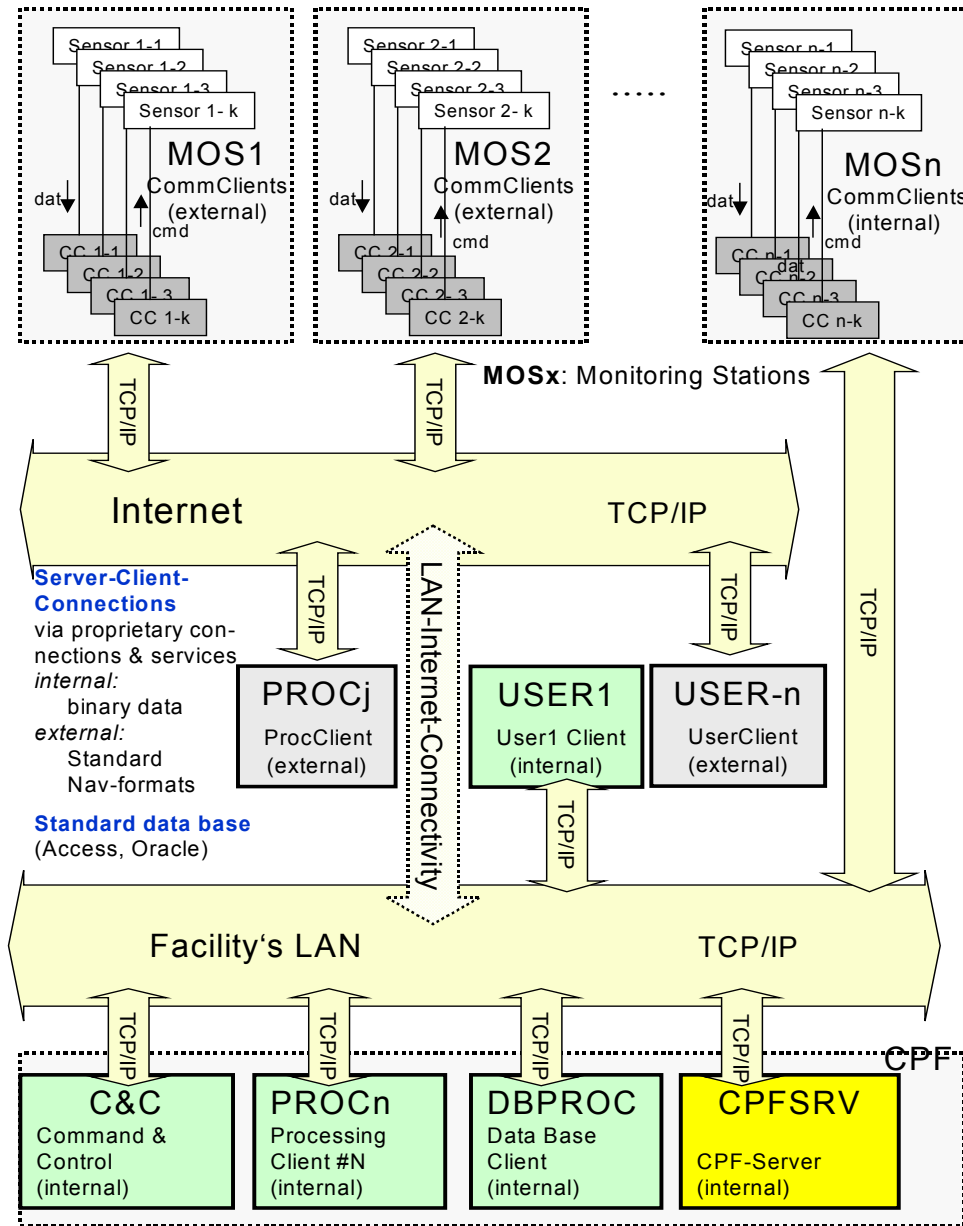 Sensor 1-1
Sensor 1-2
Sensor 1-3
Sensor 1- k
MOS1
CommClients
(external)
dat
cmd
CC 1-1
CC 1-2
CC 1- 3
CC 1-k
Sensor 2-1
Sensor 2-2
Sensor 2-3
Sensor 2- k
MOS2
CommClients
(external)
dat
cmd
CC 2-1
CC 2-2
CC 2- 3
CC 2-k
.....
Sensor n-1
Sensor n-2
Sensor n-3
Sensor n-k
MOSn
CommClients
(internal)
dat
cmd
CC n-1
dat
CC n-2
CC n-3
CC n-k
TCP/IP
TCP/IP
MOSx: Monitoring Stations
TCP/IP
Internet
TCP/IP
LAN-Internet-Connectivity
TCP/IP
TCP/IP
Server-Client-
Connections
via proprietary con-
nections & services
internal:
binary data
external:
Standard
Nav-formats
Standard data base
(Access, Oracle)
PROCj
ProcClient
(external)
USER1
User1 Client
(internal)
USER-n
UserClient
(external)
TCP/IP
Facility‘s LAN
TCP/IP
TCP/IP
TCP/IP
TCP/IP
TCP/IP
CPF
C&C
Command &
Control
(internal)
PROCn
Processing
Client #N
(internal)
DBPROC
Data Base
Client
(internal)
CPFSRV
CPF-Server
(internal)